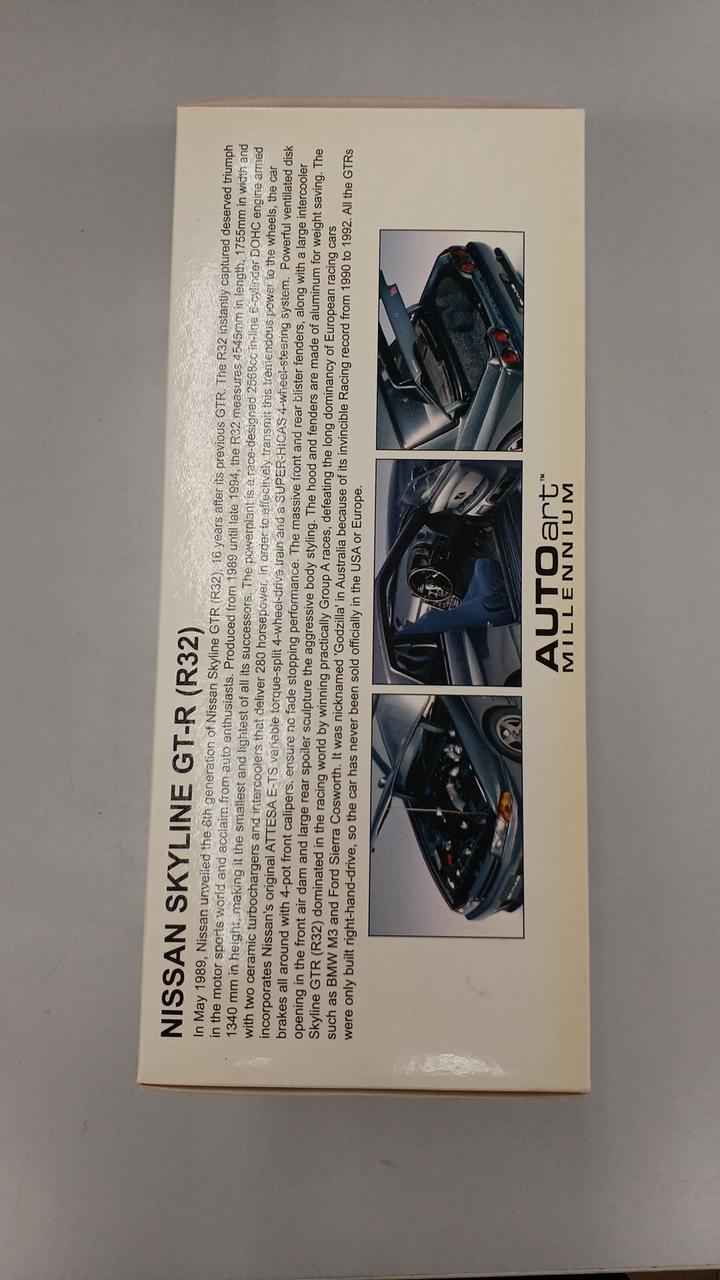 NISSAN SKYLINE GT-R (R32)
In May 1989, Nissan unveiled the 8th generation of Nissan Skyline GTR (R32), 16 years after its previous GTR. The R32 instantly captured deserved triumph
in the motor sports world and acclaim from auto enthusiasts. Produced from 1989 until late 1994, the R32 measures 4545mm in length, 1755mm in width and
1340 mm in height, making it the smallest and lightest of all its successors. The powerplant is a race-designed 2568cc in-line 6-cylinder DOHC engine armed
with two ceramic turbochargers and intercoolers that deliver 280 horsepower. In order to effectively transmit this tremendous power to the wheels, the car
incorporates Nissan's original ATTESA E-TS variable torque-split 4-wheel-drive train and a SUPER-HICAS 4-wheel-steering system. Powerful ventilated disk
brakes all around with 4-pot front calipers, ensure no fade stopping performance. The massive front and rear blister fenders, along with a large intercooler
opening in the front air dam and large rear spoiler sculpture the aggressive body styling. The hood and fenders are made of aluminum for weight saving. The
Skyline GTR (R32) dominated in the racing world by winning practically Group A races, defeating the long dominancy of European racing cars
such as BMW M3 and Ford Sierra Cosworth. It was nicknamed 'Godzilla' in Australia because of its invincible Racing record from 1990 to 1992. All the GTRs
were only built right-hand-drive, so the car has never been sold officially in the USA or Europe.
AUTOart™
MILLENNIUM